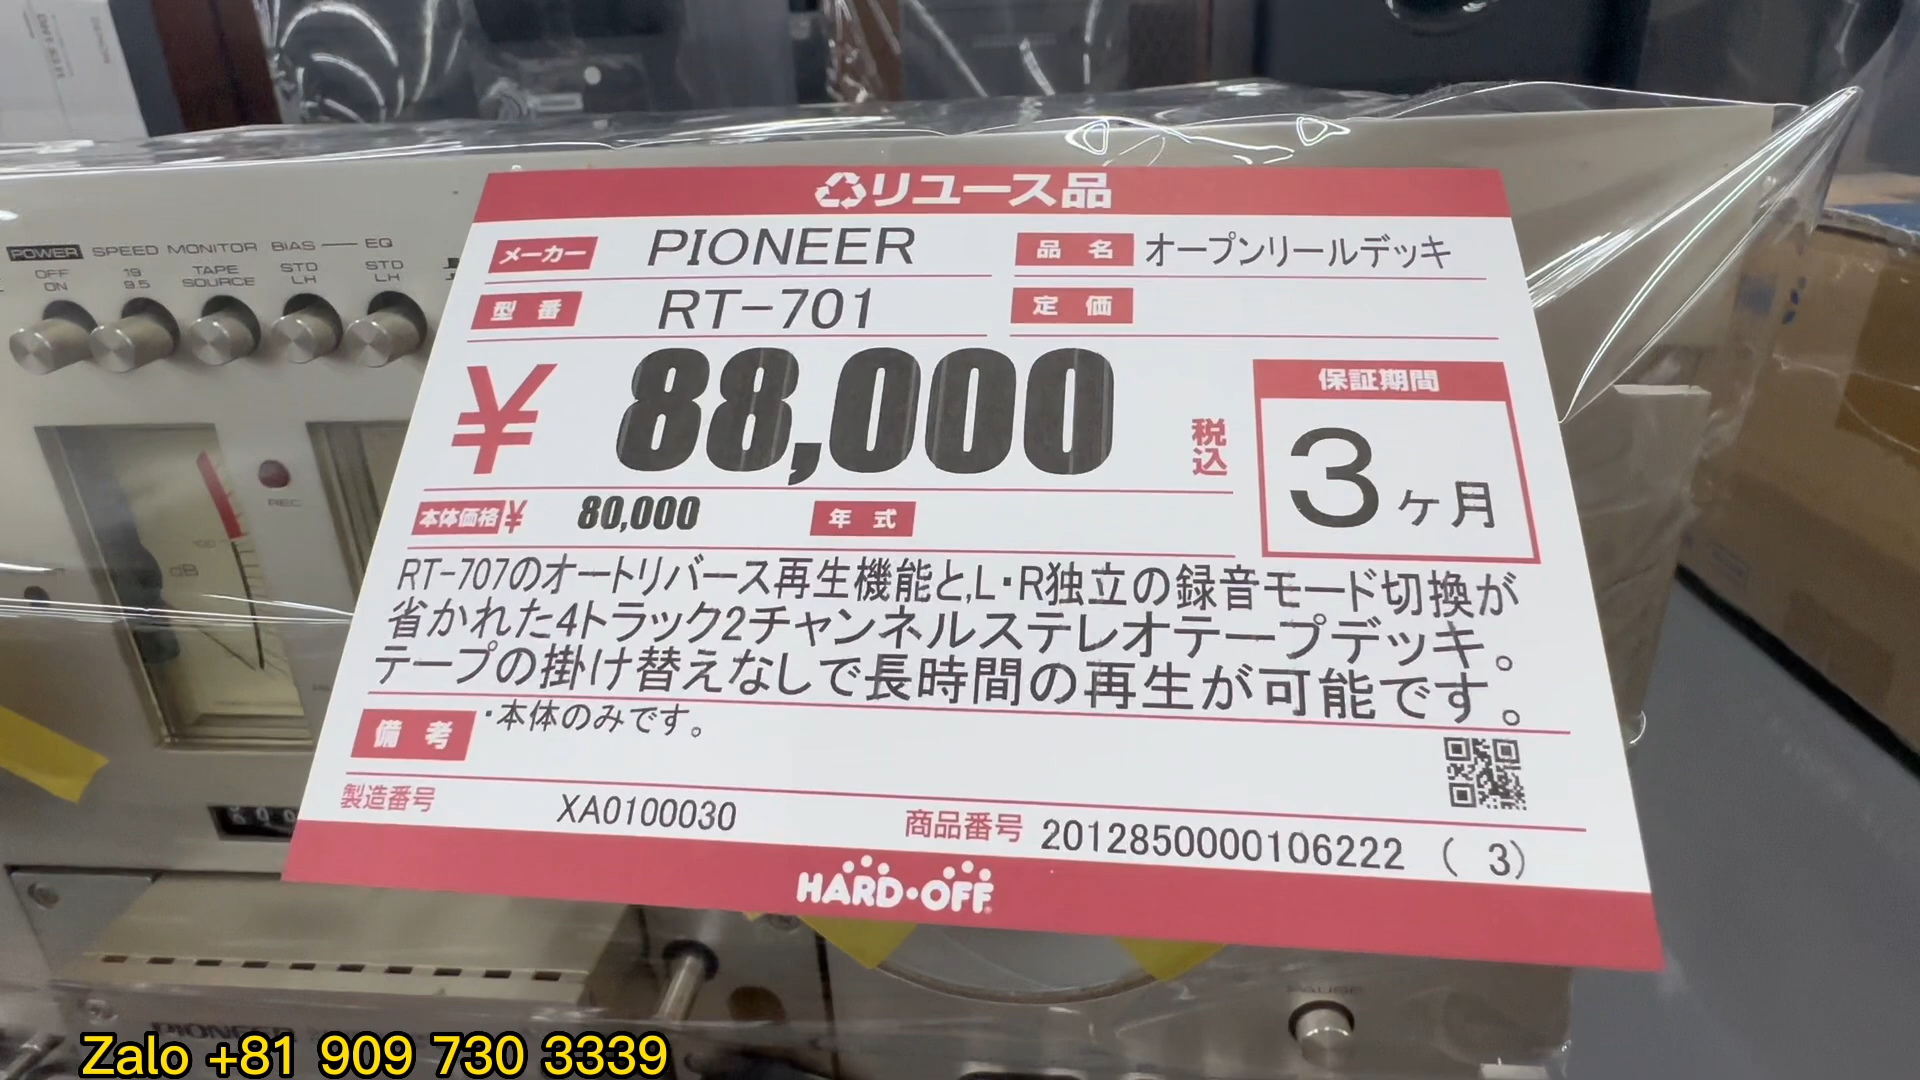 リユース品
メーカー PIONEER 品名 オープンリールデッキ
型番 RT-701 定価
¥ 88,000 税込
保証期間
3ヶ月
本体価格 ¥ 80,000 年式
RT-707のオートリバース再生機能と,L・R独立の録音モード切換が
省かれた4トラック2チャンネルステレオテープデッキ。
テープの掛け替えなしで長時間の再生が可能です。
備考 ・本体のみです。
製造番号 XA0100030 商品番号 2012850000106222 ( 3)
HARD・OFF
POWER SPEED MONITOR BIAS EQ
OFF 19 TAPE STD STD
ON 9.5 SOURCE LH LH
REC
dB
PAUSE
PIONEER
Zalo +81 909 730 3339